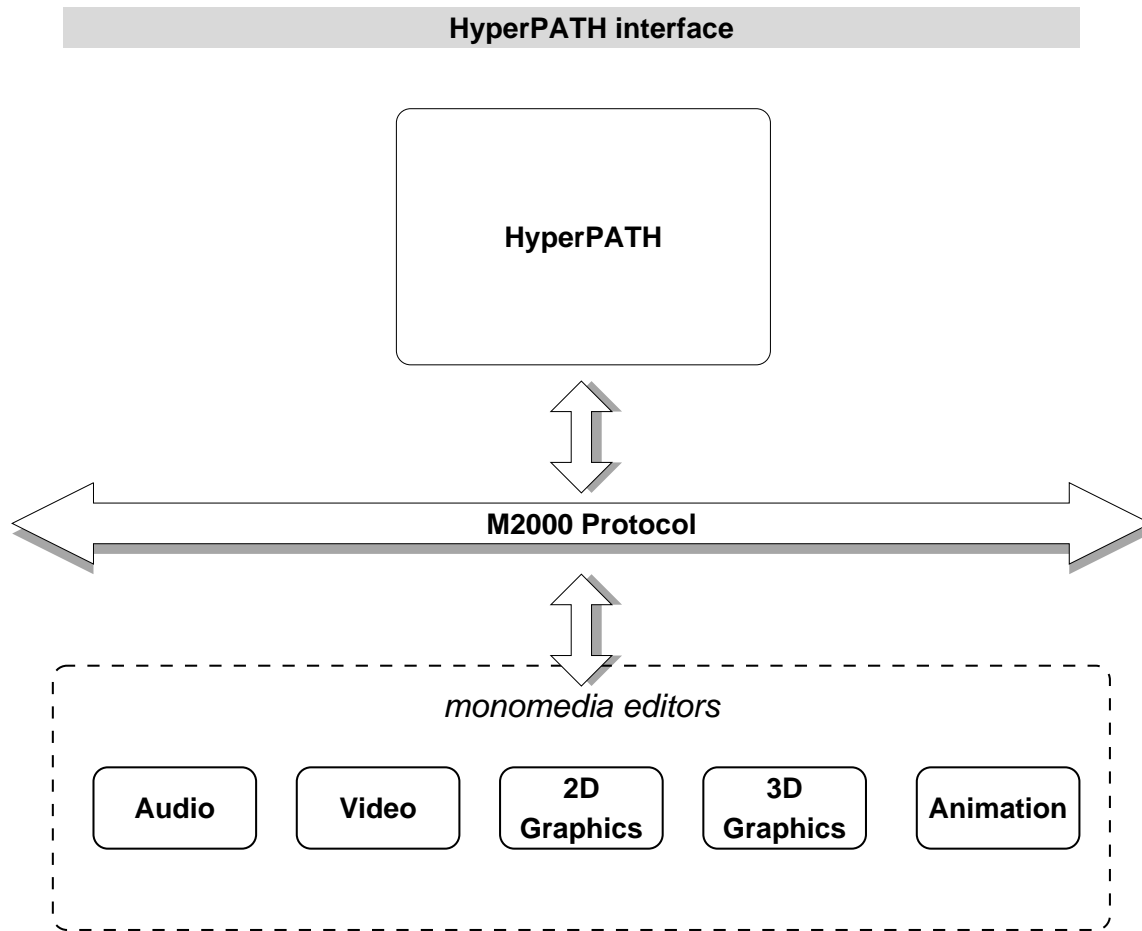 HyperPATH interface
HyperPATH
M2000 Protocol
monomedia editors
Audio
Video
2D
Graphics
3D
Graphics
Animation